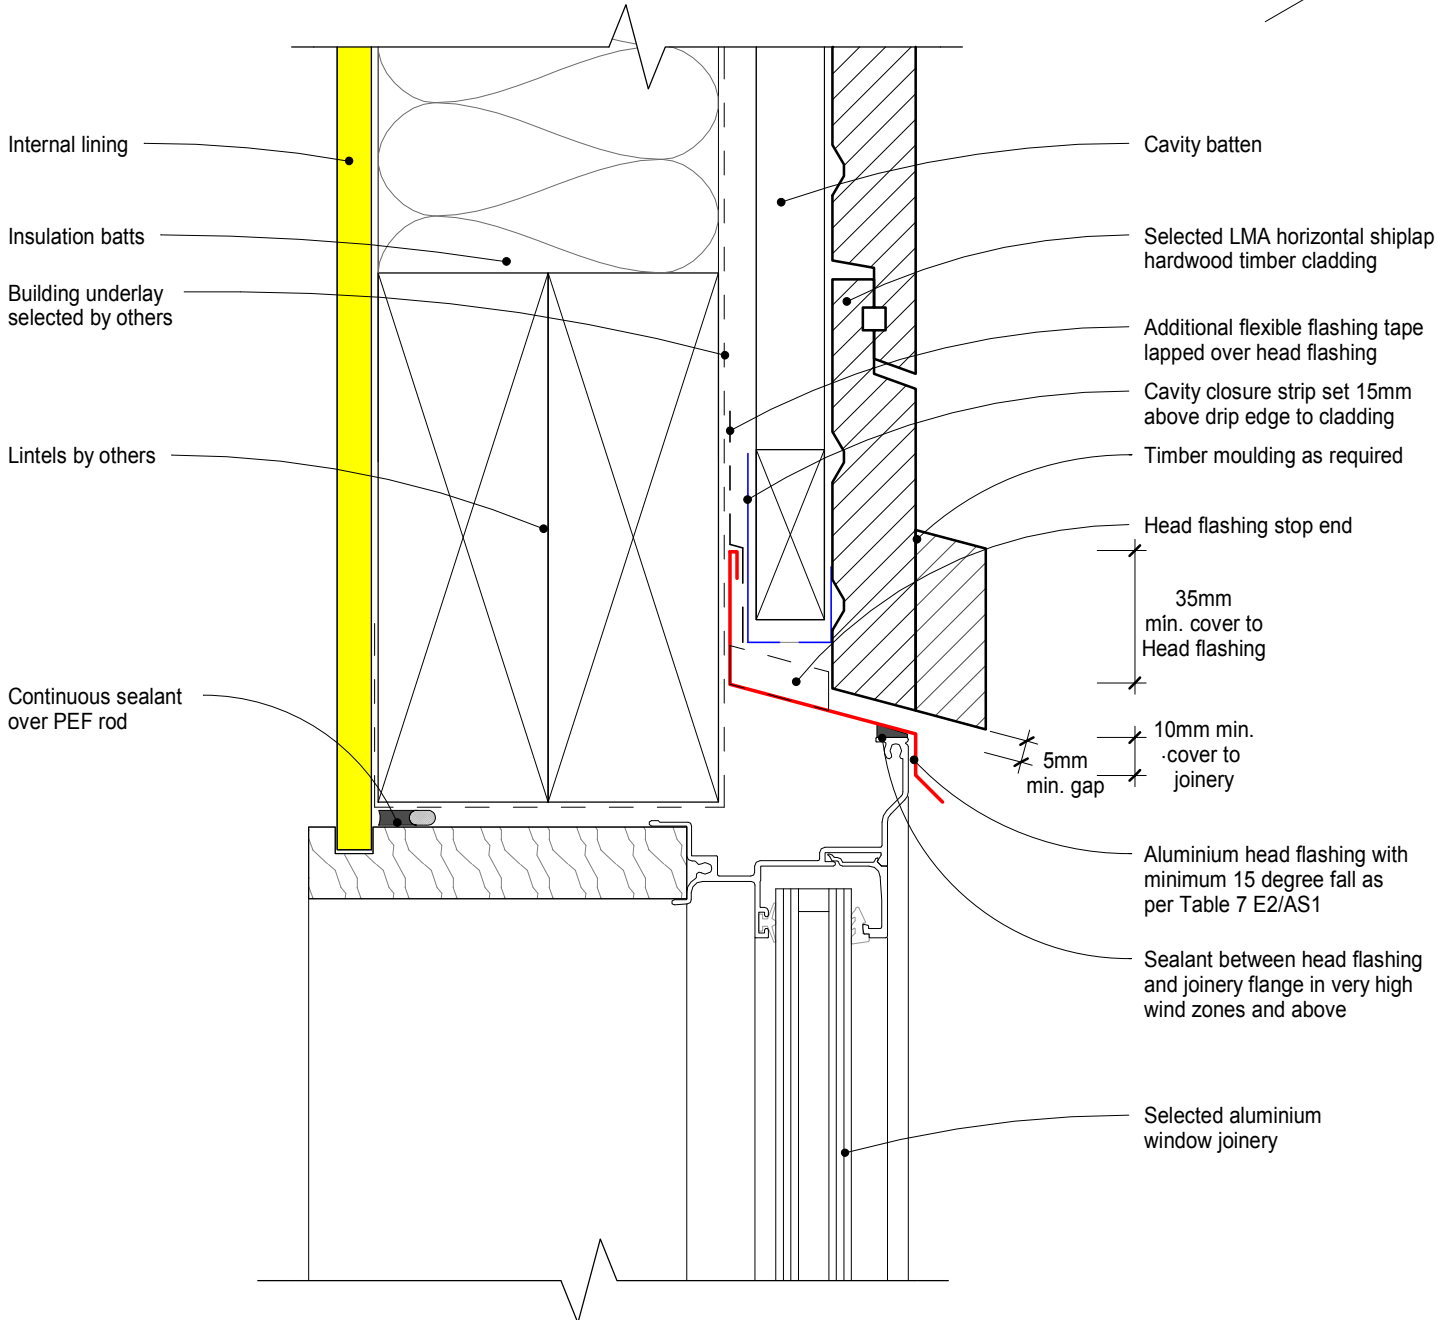 Internal lining
Insulation batts
Building underlay
selected by others
Lintels by others
Continuous sealant
over PEF rod
Cavity batten
Selected LMA horizontal shiplap
hardwood timber cladding
Additional flexible flashing tape
lapped over head flashing
Cavity closure strip set 15mm
above drip edge to cladding
Timber moulding as required
Head flashing stop end
35mm
min. cover to
Head flashing
10mm min.
cover to
joinery
5mm
min. gap
Aluminium head flashing with
minimum 15 degree fall as
per Table 7 E2/AS1
Sealant between head flashing
and joinery flange in very high
wind zones and above
Selected aluminium
window joinery